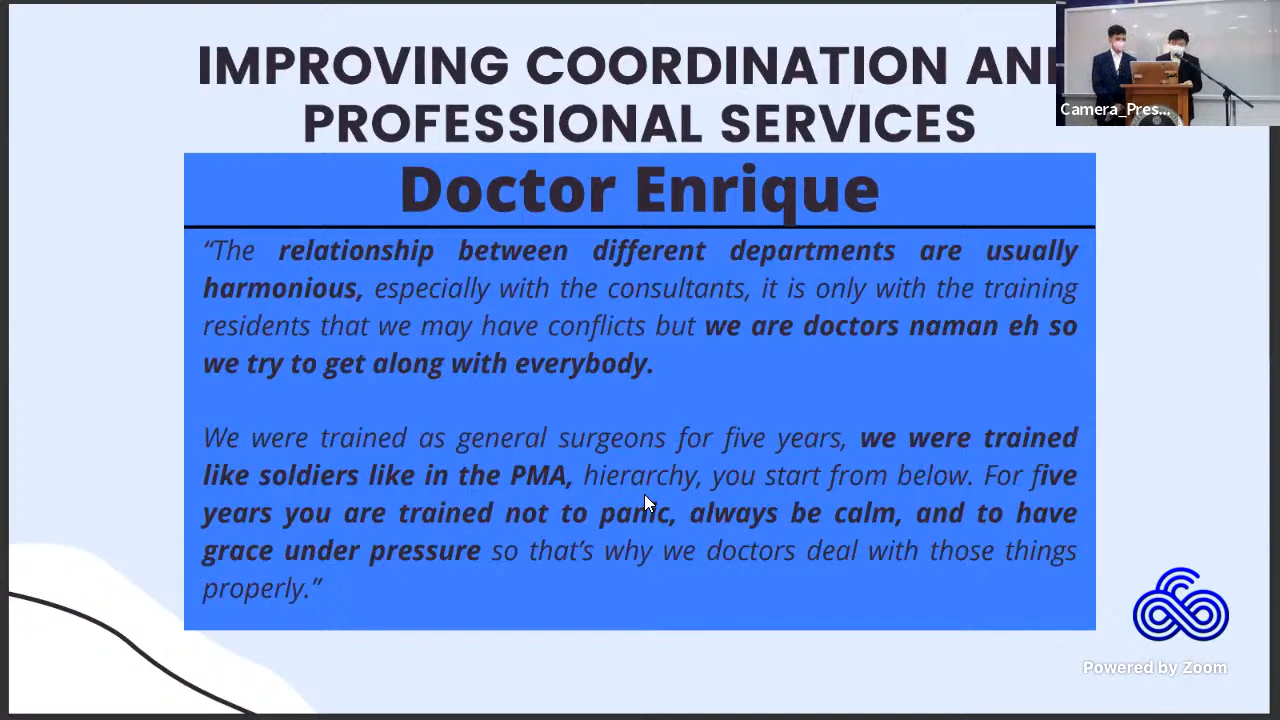 IMPROVING COORDINATION AN
PROFESSIONAL SERVICES
Camera_Pres...
Doctor Enrique
“The relationship between different departments are usually
harmonious, especially with the consultants, it is only with the training
residents that we may have conflicts but we are doctors naman eh so
we try to get along with everybody.
We were trained as general surgeons for five years, we were trained
like soldiers like in the PMA, hierarchy, you start from below. For five
years you are trained not to panic, always be calm, and to have
grace under pressure so that’s why we doctors deal with those things
properly.”
Powered by Zoom